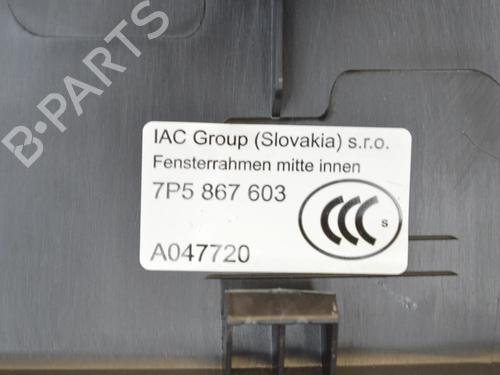 B-PARTS
IAC Group (Slovakia) s.r.o.
Fensterrahmen mitte innen
7P5 867 603
CCC
S
A047720